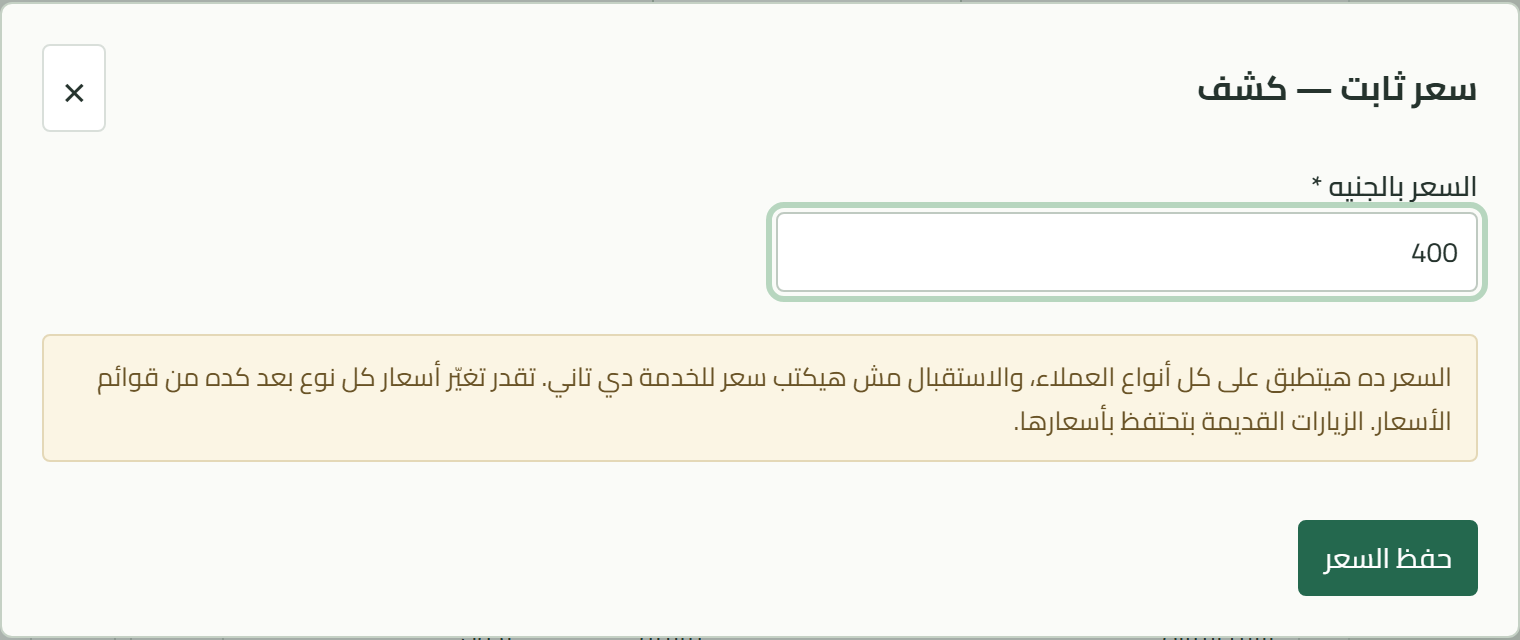 سعر ثابت — كشف
×
السعر بالجنيه *
400
السعر ده هيتطبق على كل أنواع العملاء، والاستقبال مش هيكتب سعر للخدمة دي تاني. تقدر تغيّر أسعار كل نوع بعد كده من قوائم
الأسعار. الزيارات القديمة بتحتفظ بأسعارها.
حفظ السعر